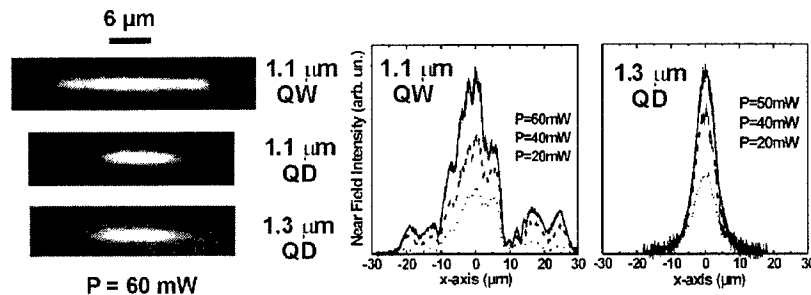 6 μm
1.1 μm
QW
1.1 μm
QD
1.3 μm
QD
P = 60 mW
Near Field Intensity (arb. un.)
1.1 μm
QW
P=60mW
P=40mW
P=20mW
-30 -20 -10 0 10 20 30
x-axis (μm)
1.3 μm
QD
P=50mW
P=40mW
P=20mW
-30 -20 -10 0 10 20 30
x-axis (μm)